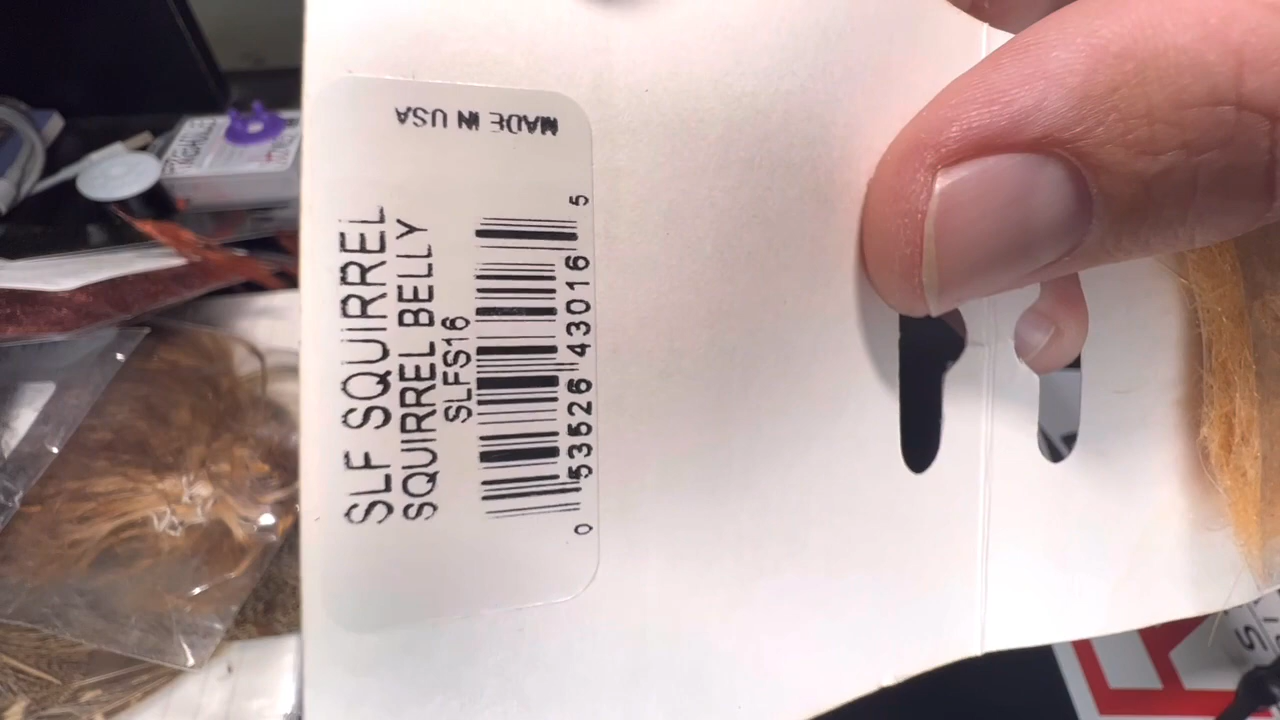 SLF SQUIRREL
SQUIRREL BELLY
SLFS16
0 53526 43016 5
MADE IN USA